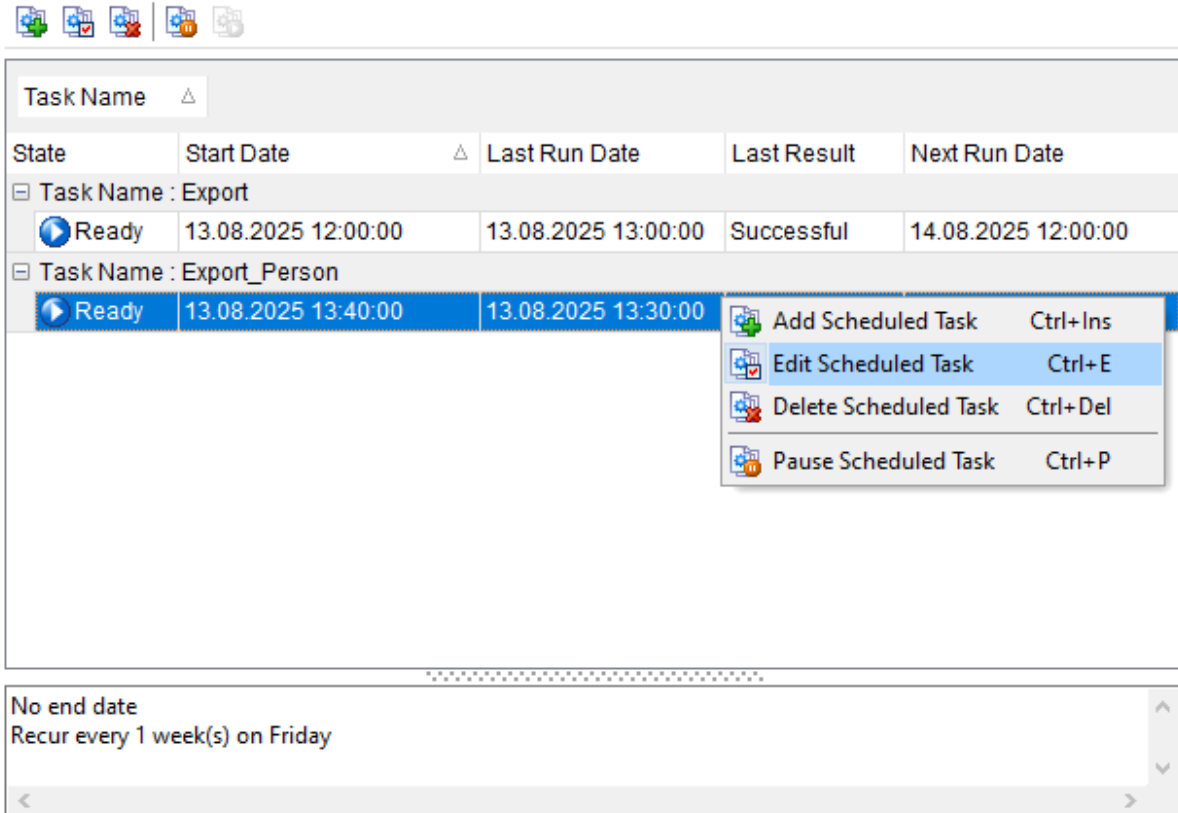 Task Name
State Start Date Last Run Date Last Result Next Run Date
Task Name : Export
Ready 13.08.2025 12:00:00 13.08.2025 13:00:00 Successful 14.08.2025 12:00:00
Task Name : Export_Person
Ready 13.08.2025 13:40:00 13.08.2025 13:30:00
Add Scheduled Task Ctrl+Ins
Edit Scheduled Task Ctrl+E
Delete Scheduled Task Ctrl+Del
Pause Scheduled Task Ctrl+P
No end date
Recur every 1 week(s) on Friday